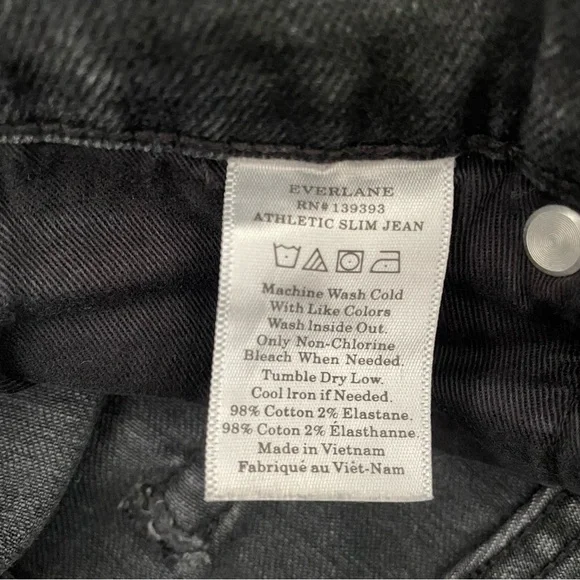 EVERLANE
RN# 139393
ATHLETIC SLIM JEAN
Machine Wash Cold
With Like Colors
Wash Inside Out.
Only Non-Chlorine
Bleach When Needed.
Tumble Dry Low.
Cool Iron if Needed.
98% Cotton 2% Elastane.
98% Coton 2% Élasthanne.
Made in Vietnam
Fabriqué au Viêt-Nam